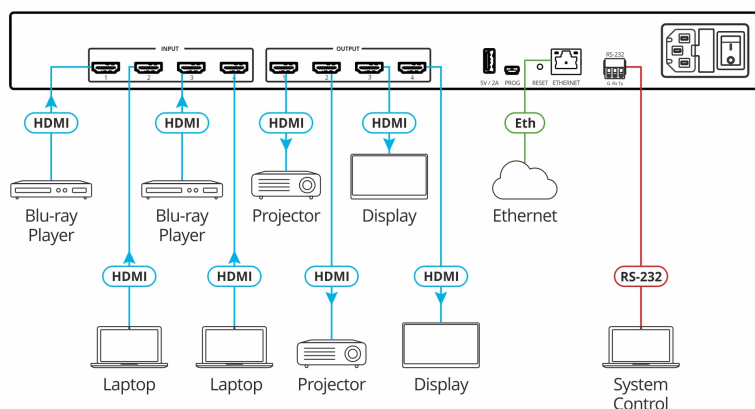 INPUT
OUTPUT
1
2
3
4
1
2
3
4
5V / 2A
PROG
RESET
ETHERNET
RS-232
G Rx Tx
HDMI
HDMI
HDMI
HDMI
Eth
Blu-ray
Player
Blu-ray
Player
Projector
Display
Ethernet
HDMI
HDMI
HDMI
HDMI
RS-232
Laptop
Laptop
Projector
Display
System
Control